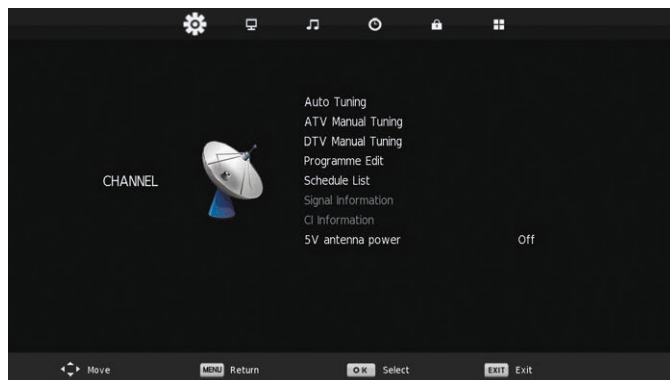 Auto Tuning
ATV Manual Tuning
DTV Manual Tuning
Programme Edit
CHANNEL
Schedule List
Signal Information
CI Information
5V antenna power Off
Move MENU Return OK Select EXIT Exit